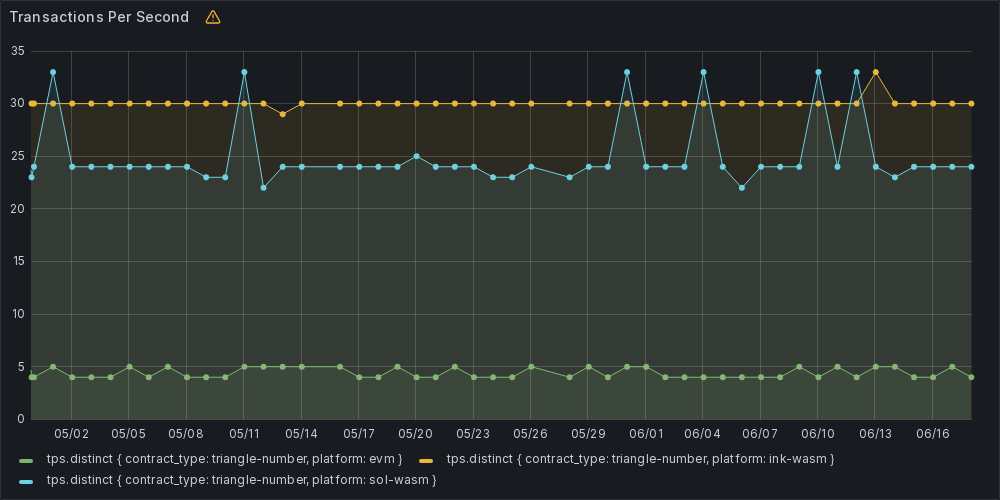 Transactions Per Second
35
30
25
20
15
10
5
0
05/02 05/05 05/08 05/11 05/14 05/17 05/20 05/23 05/26 05/29 06/01 06/04 06/07 06/10 06/13 06/16
tps.distinct { contract_type: triangle-number, platform: evm } tps.distinct { contract_type: triangle-number, platform: ink-wasm }
tps.distinct { contract_type: triangle-number, platform: sol-wasm }